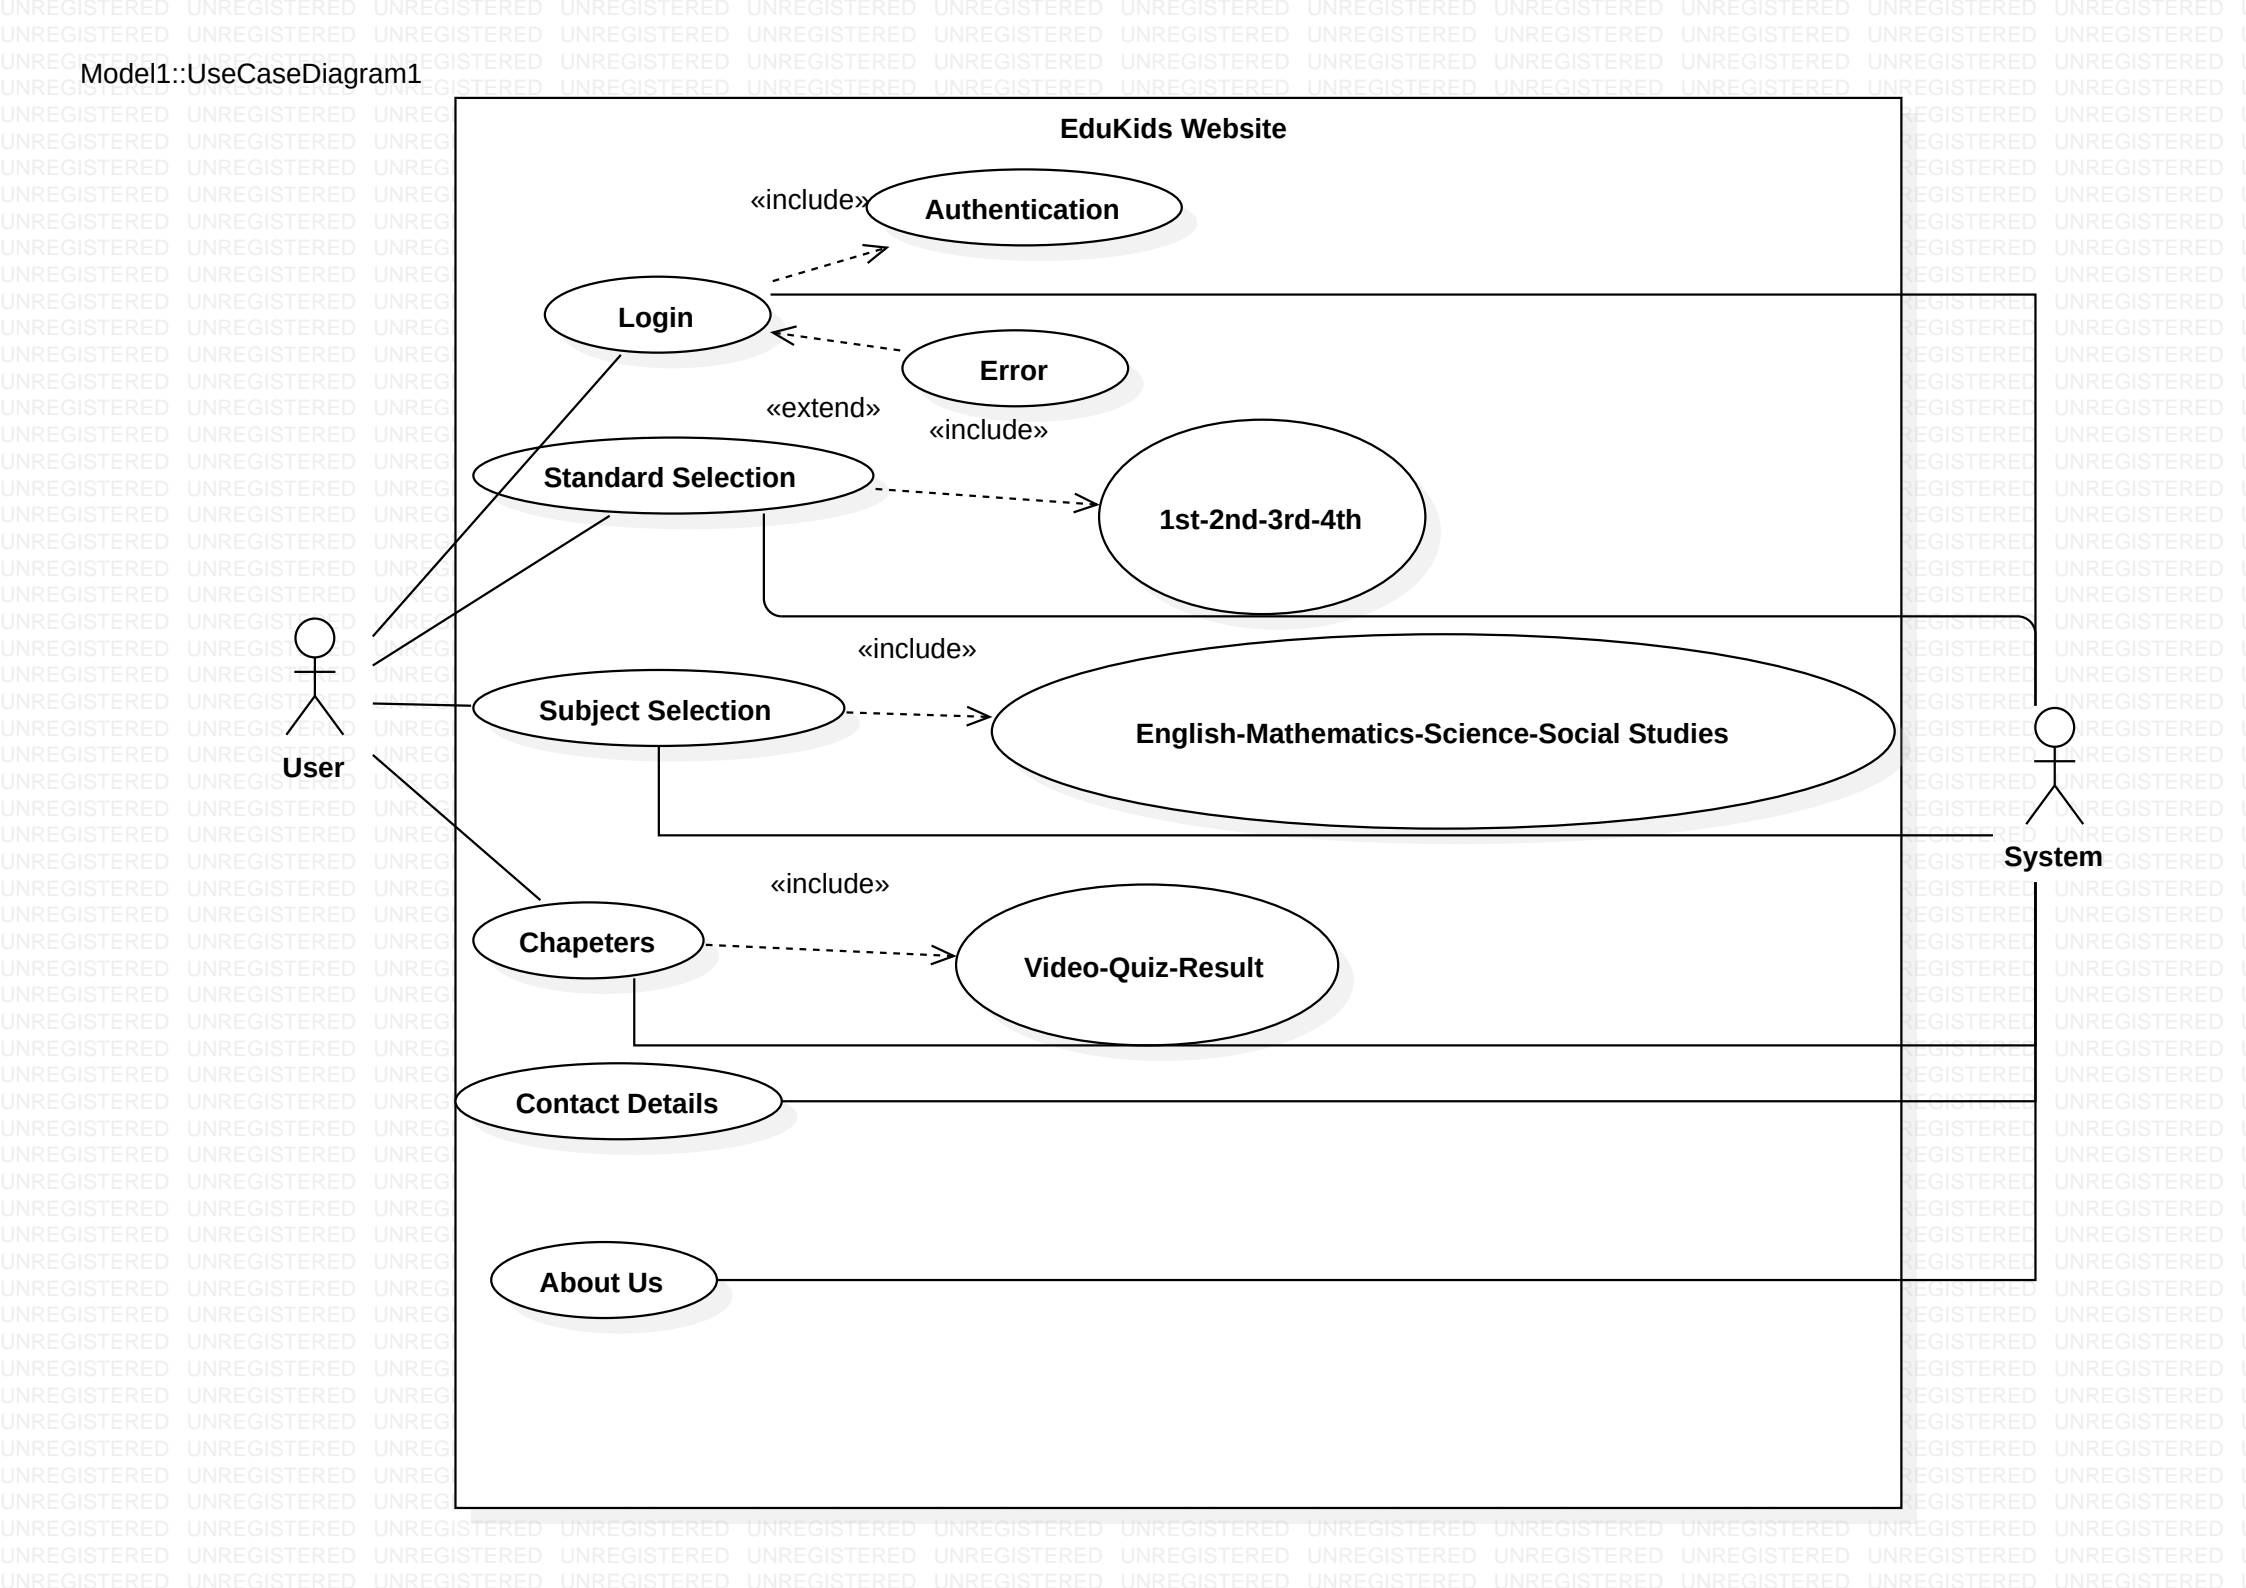 Model1::UseCaseDiagram1
EduKids Website
«include»
Authentication
Login
Error
«extend»
«include»
Standard Selection
1st-2nd-3rd-4th
«include»
Subject Selection
English-Mathematics-Science-Social Studies
User
System
«include»
Chapeters
Video-Quiz-Result
Contact Details
About Us
UNREGISTERED